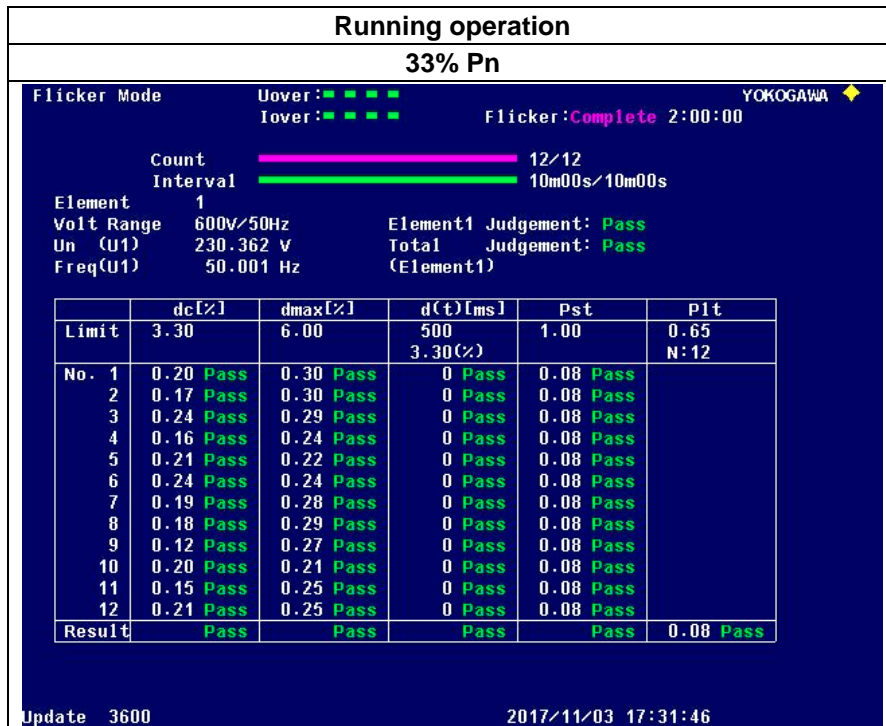 Running operation
33% Pn
Flicker Mode Uover: YOKOGAWA
Iover: Flicker:Complete 2:00:00
Count 12/12
Interval 10m00s/10m00s
Element 1
Volt Range 600V/50Hz Element1 Judgement: Pass
Un (U1) 230.362 V Total Judgement: Pass
Freq(U1) 50.001 Hz (Element1)
dc[%] dmax[%] d(t)[ms] Pst Plt
Limit 3.30 6.00 500 1.00 0.65
3.30(%) N:12
No. 1 0.20 Pass 0.30 Pass 0 Pass 0.08 Pass
2 0.17 Pass 0.30 Pass 0 Pass 0.08 Pass
3 0.24 Pass 0.29 Pass 0 Pass 0.08 Pass
4 0.16 Pass 0.24 Pass 0 Pass 0.08 Pass
5 0.21 Pass 0.22 Pass 0 Pass 0.08 Pass
6 0.24 Pass 0.24 Pass 0 Pass 0.08 Pass
7 0.19 Pass 0.28 Pass 0 Pass 0.08 Pass
8 0.18 Pass 0.29 Pass 0 Pass 0.08 Pass
9 0.12 Pass 0.27 Pass 0 Pass 0.08 Pass
10 0.20 Pass 0.21 Pass 0 Pass 0.08 Pass
11 0.15 Pass 0.25 Pass 0 Pass 0.08 Pass
12 0.21 Pass 0.25 Pass 0 Pass 0.08 Pass
Result Pass Pass Pass Pass 0.08 Pass
Update 3600 2017/11/03 17:31:46